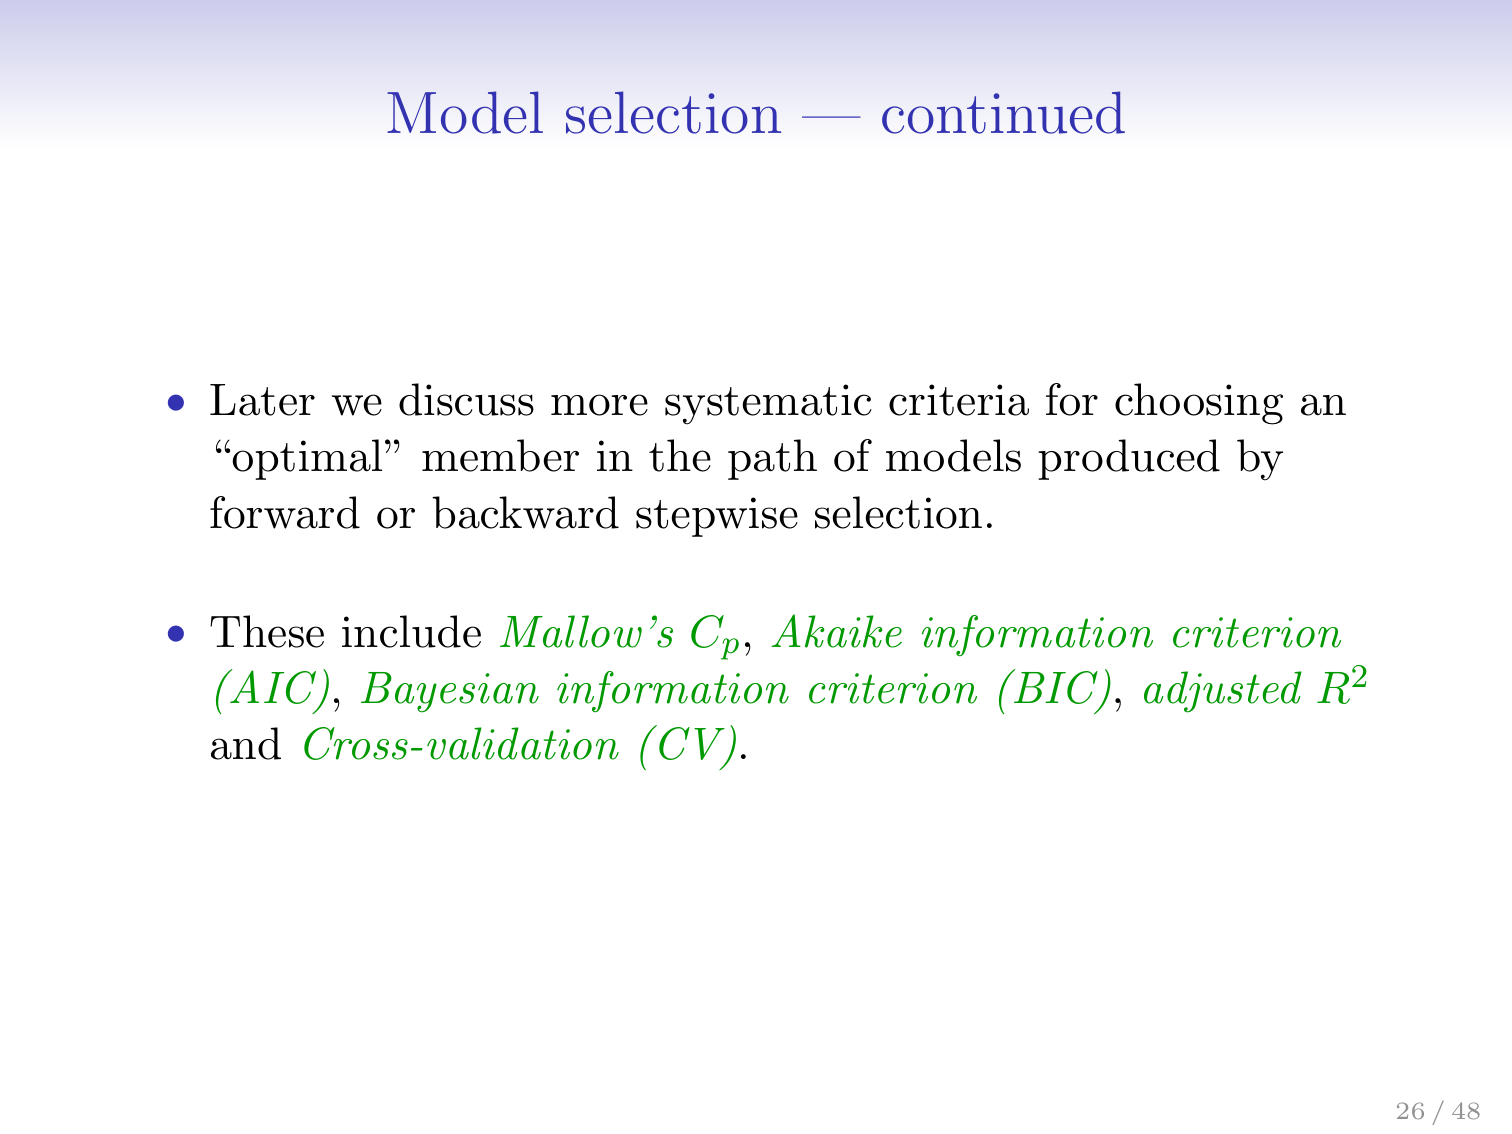 Model selection — continued
• Later we discuss more systematic criteria for choosing an
“optimal” member in the path of models produced by
forward or backward stepwise selection.
• These include Mallow’s Cₚ, Akaike information criterion
(AIC), Bayesian information criterion (BIC), adjusted R²
and Cross-validation (CV).
26 / 48